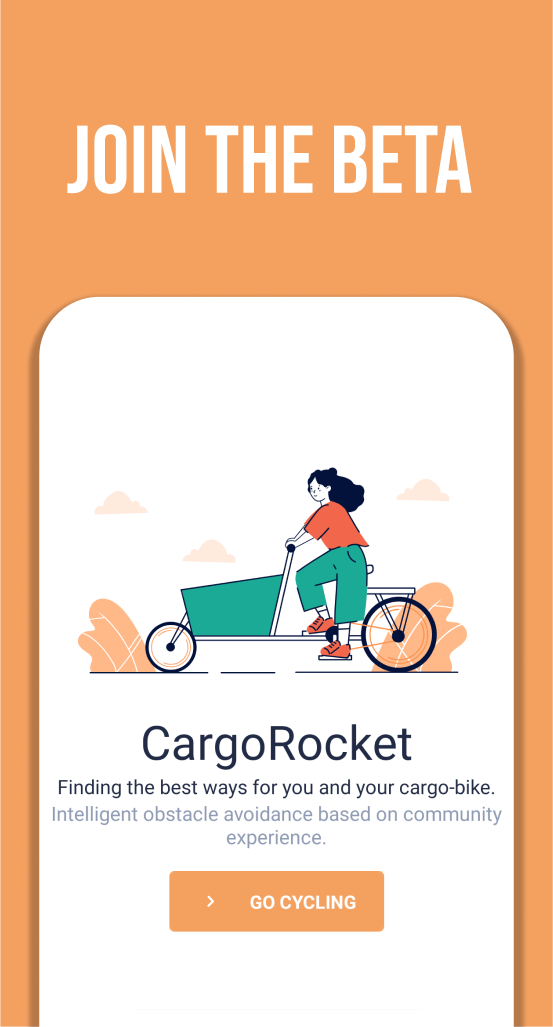 JOIN THE BETA
CargoRocket
Finding the best ways for you and your cargo-bike.
Intelligent obstacle avoidance based on community
experience.
GO CYCLING